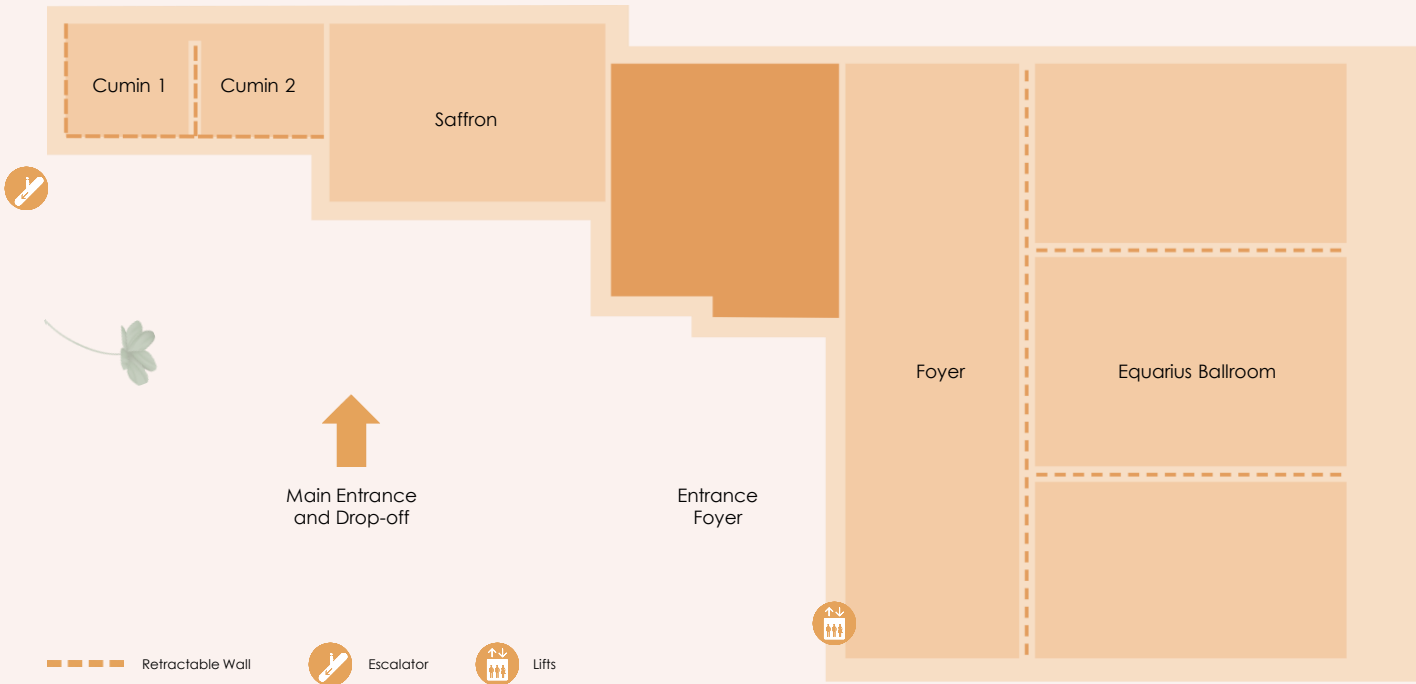 Cumin 1
Cumin 2
Saffron
Foyer
Equarius Ballroom
Main Entrance
and Drop-off
Entrance
Foyer
Retractable Wall
Escalator
Lifts